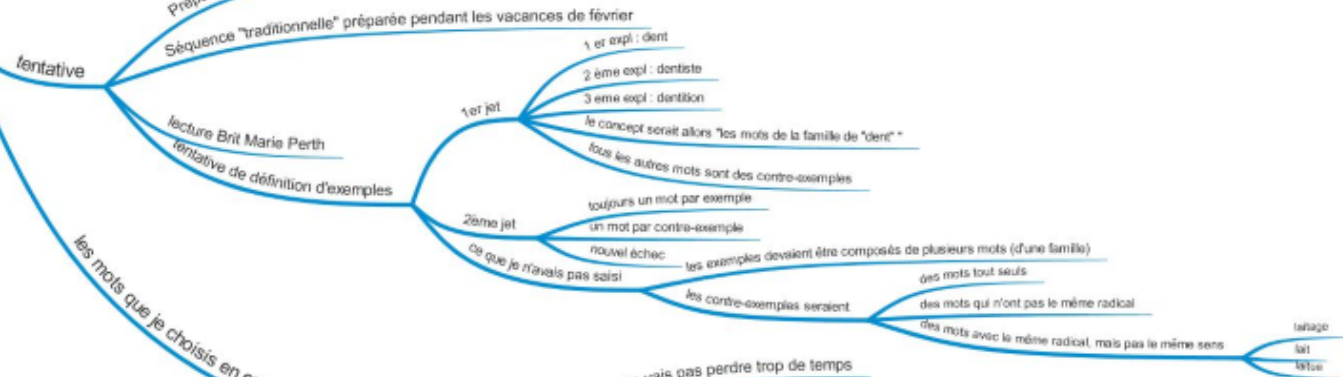 Prépa
Séquence "traditionnelle" préparée pendant les vacances de février
tentative
lecture Brit Marie Perth
tentative de définition d'exemples
1er jet
1 er expl : dent
2 ème expl : dentiste
3 eme expl : dentition
le concept serait allors "les mots de la famille de "dent" "
tous les autres mots sont des contre-exemples
2ème jet
toujours un mot par exemple
un mot par contre-exemple
nouvel échec
ce que je n'avais pas saisi
les exemples devaient être composés de plusieurs mots (d'une famille)
les contre-exemples seraient
des mots tout seuls
des mots qui n'ont pas le même radical
des mots avec le même radical, mais pas le même sens
laitage
lait
laitue
les mots que je choisis en
pas perdre trop de temps